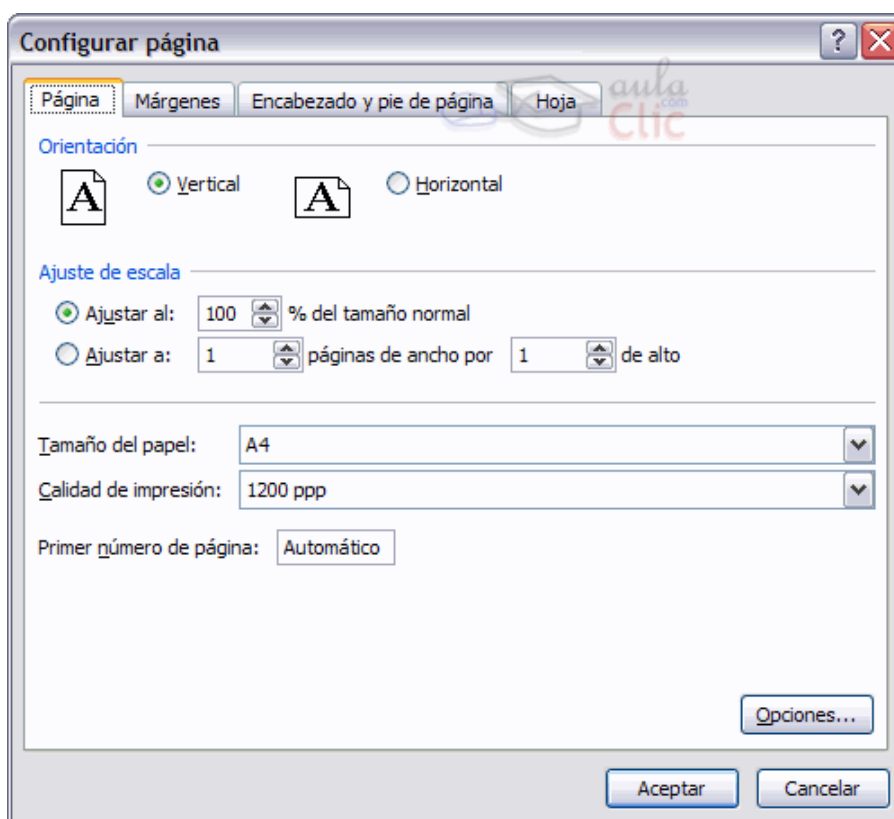 Configurar página
Página Márgenes Encabezado y pie de página Hoja
aula
.com
Clic
Orientación
A Vertical A Horizontal
Ajuste de escala
Ajustar al: 100 % del tamaño normal
Ajustar a: 1 páginas de ancho por 1 de alto
Tamaño del papel: A4
Calidad de impresión: 1200 ppp
Primer número de página: Automático
Opciones...
Aceptar Cancelar